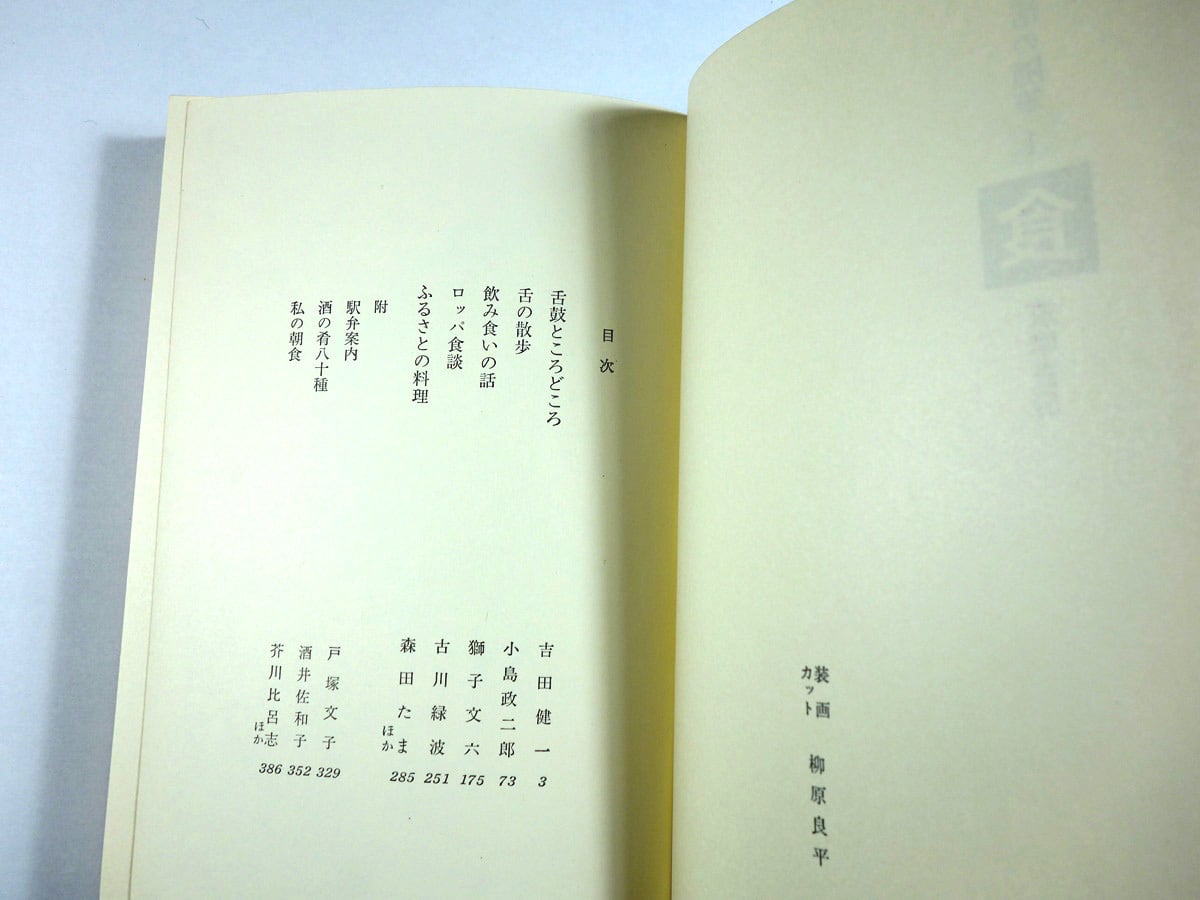 食
装画
カット
柳原良平
目次
舌鼓ところどころ 吉田健一 3
舌の散歩 小島政二郎 73
飲み食いの話 獅子文六 175
ロッパ食談 古川緑波 251
ふるさとの料理 森田たま ほか 285
附
駅弁案内 戸塚文子 329
酒の肴八十種 酒井佐和子 352
私の朝食 芥川比呂志 ほか 386